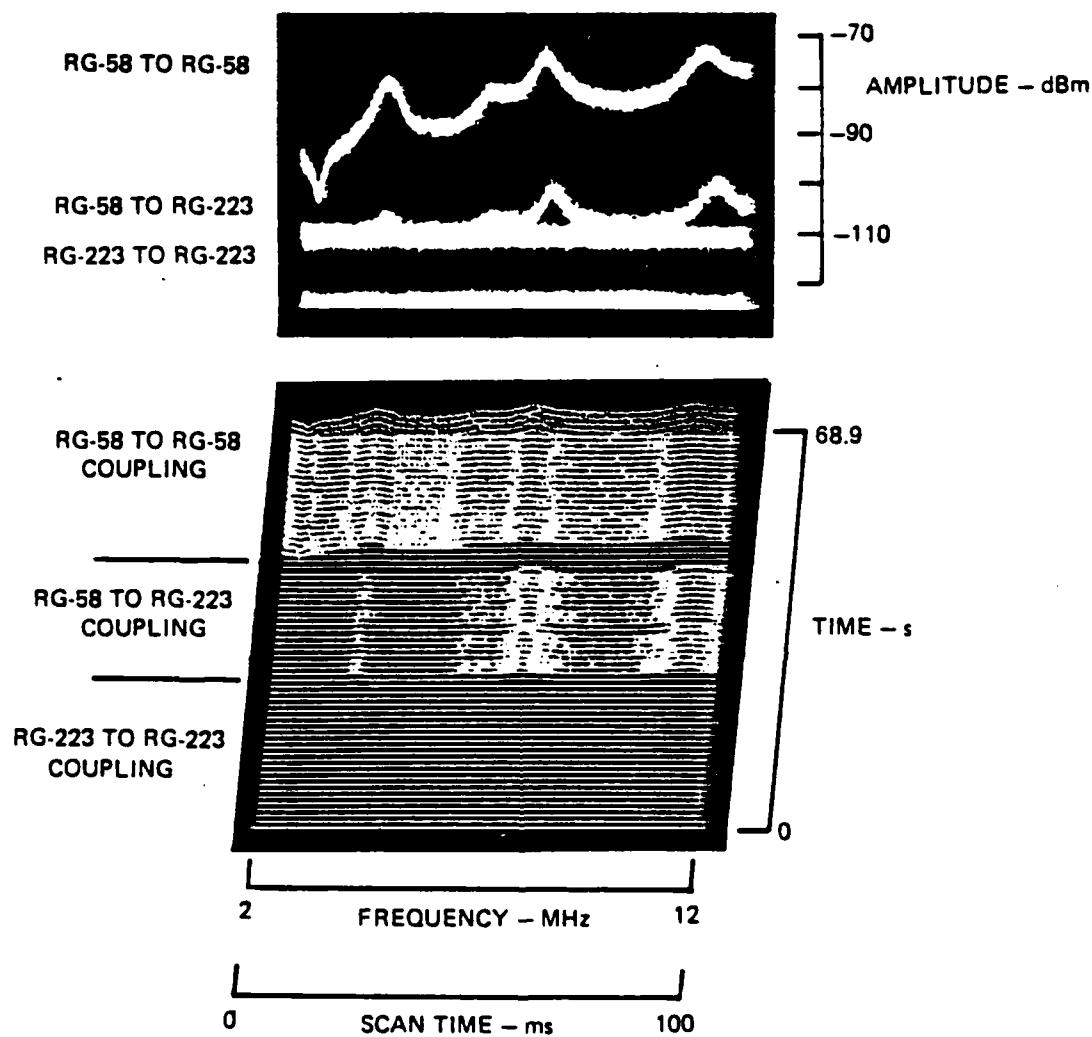 RG-58 TO RG-58
RG-58 TO RG-223
RG-223 TO RG-223
−70
AMPLITUDE − dBm
−90
−110
RG-58 TO RG-58
COUPLING
RG-58 TO RG-223
COUPLING
RG-223 TO RG-223
COUPLING
68.9
TIME − s
0
2
FREQUENCY − MHz
12
0
SCAN TIME − ms
100